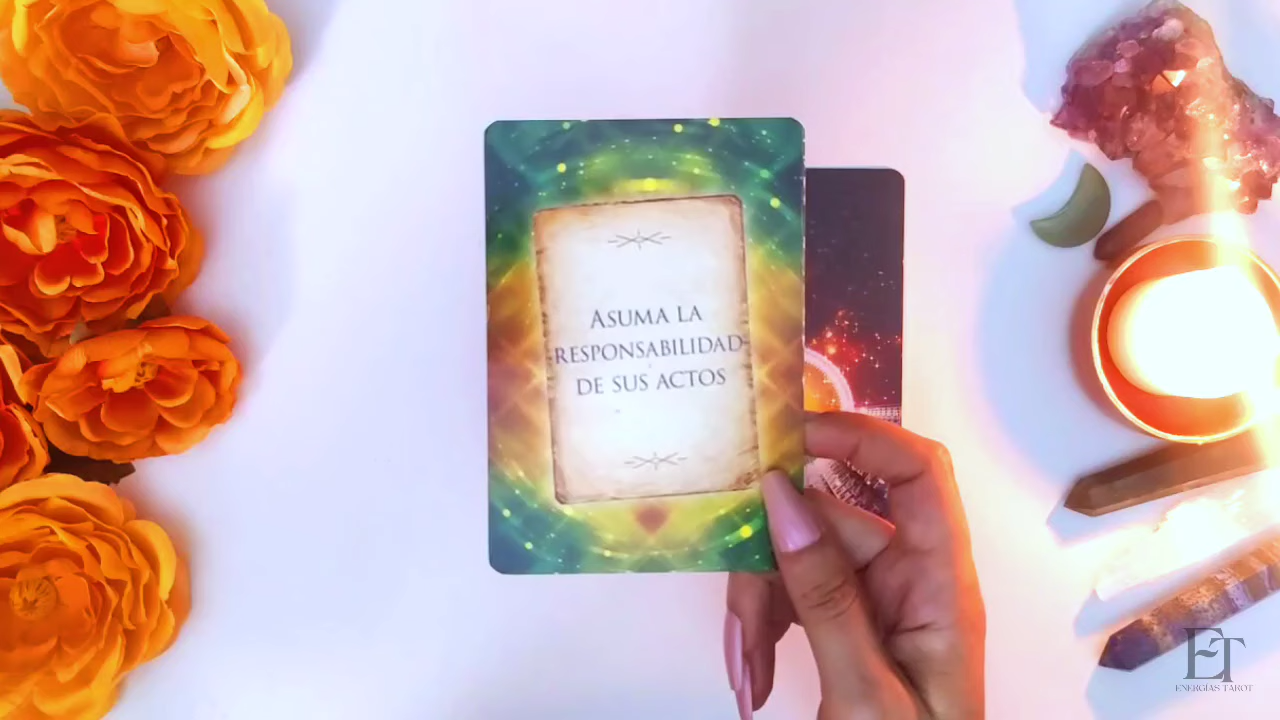 ASUMA LA
RESPONSABILIDAD
DE SUS ACTOS
ET
ENERGÍAS TAROT